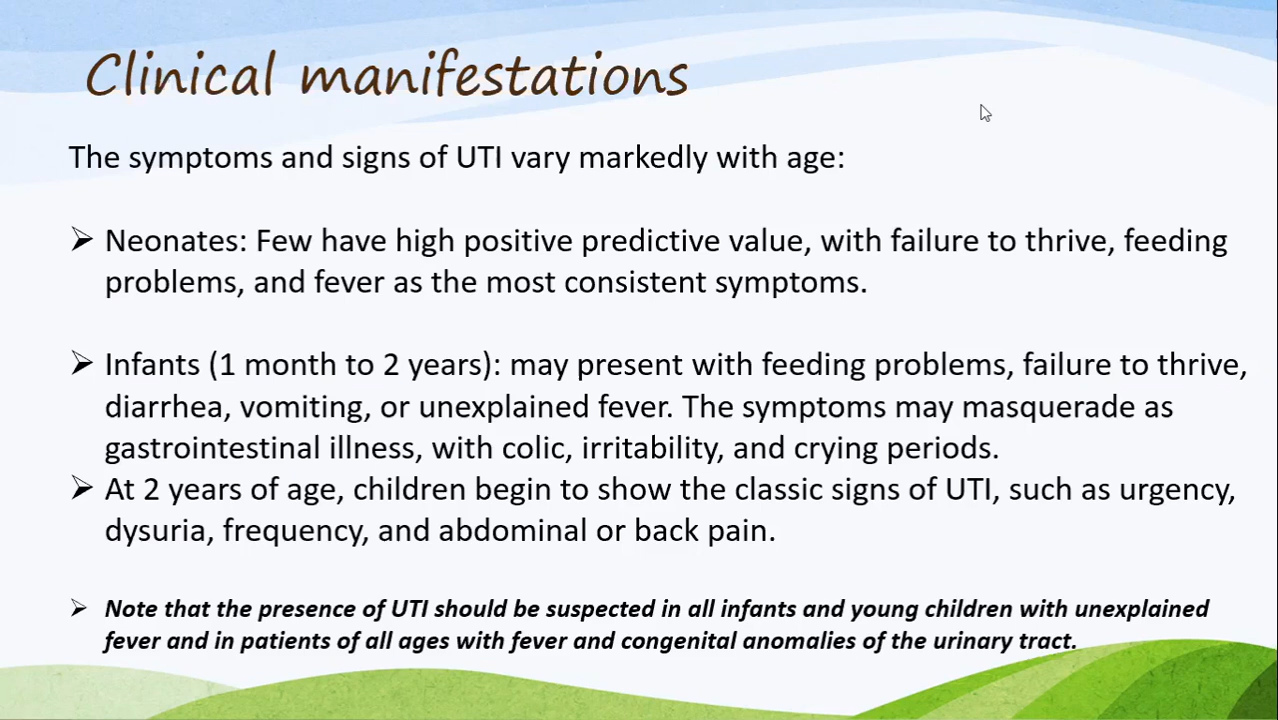 Clinical manifestations
The symptoms and signs of UTI vary markedly with age:
➢ Neonates: Few have high positive predictive value, with failure to thrive, feeding
problems, and fever as the most consistent symptoms.
➢ Infants (1 month to 2 years): may present with feeding problems, failure to thrive,
diarrhea, vomiting, or unexplained fever. The symptoms may masquerade as
gastrointestinal illness, with colic, irritability, and crying periods.
➢ At 2 years of age, children begin to show the classic signs of UTI, such as urgency,
dysuria, frequency, and abdominal or back pain.
➢ Note that the presence of UTI should be suspected in all infants and young children with unexplained
fever and in patients of all ages with fever and congenital anomalies of the urinary tract.